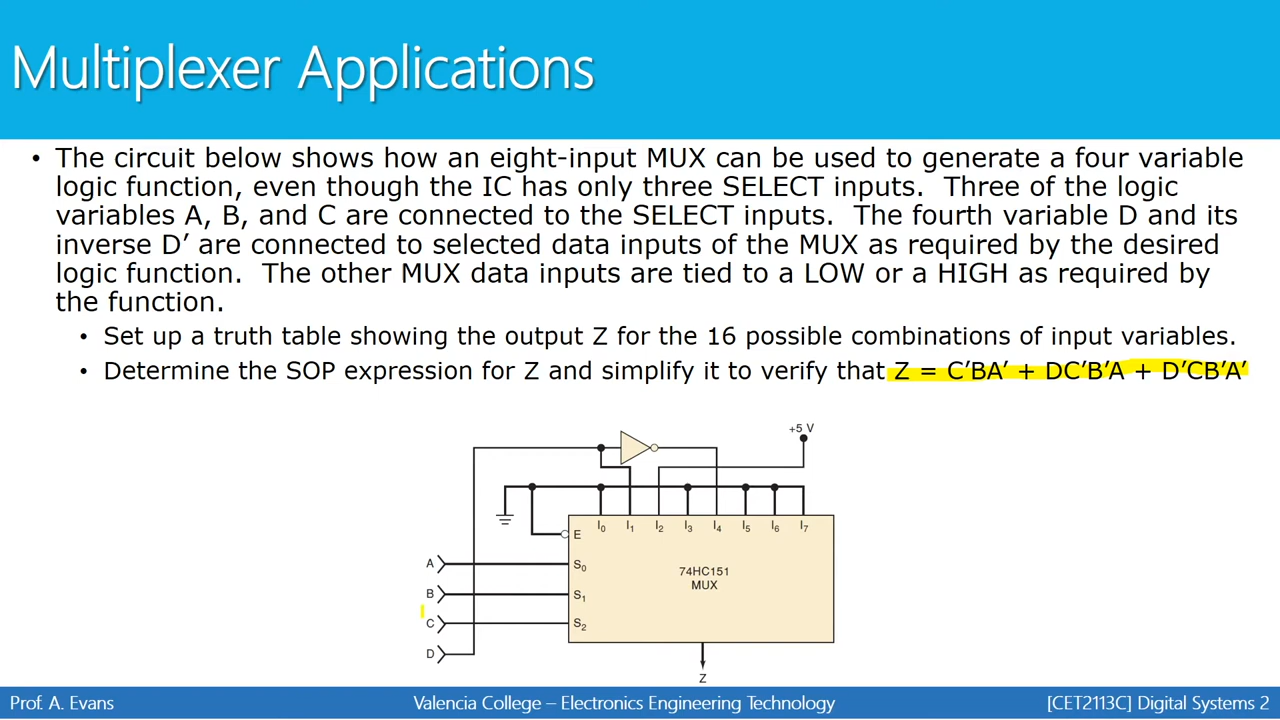 Multiplexer Applications
• The circuit below shows how an eight-input MUX can be used to generate a four variable
logic function, even though the IC has only three SELECT inputs.  Three of the logic
variables A, B, and C are connected to the SELECT inputs.  The fourth variable D and its
inverse D’ are connected to selected data inputs of the MUX as required by the desired
logic function.  The other MUX data inputs are tied to a LOW or a HIGH as required by
the function.
• Set up a truth table showing the output Z for the 16 possible combinations of input variables.
• Determine the SOP expression for Z and simplify it to verify that Z = C’BA’ + DC’B’A + D’CB’A’
+5 V
I0 I1 I2 I3 I4 I5 I6 I7
E
A S0
74HC151
MUX
B S1
C S2
D
Z
Prof. A. Evans
Valencia College – Electronics Engineering Technology
[CET2113C] Digital Systems 2